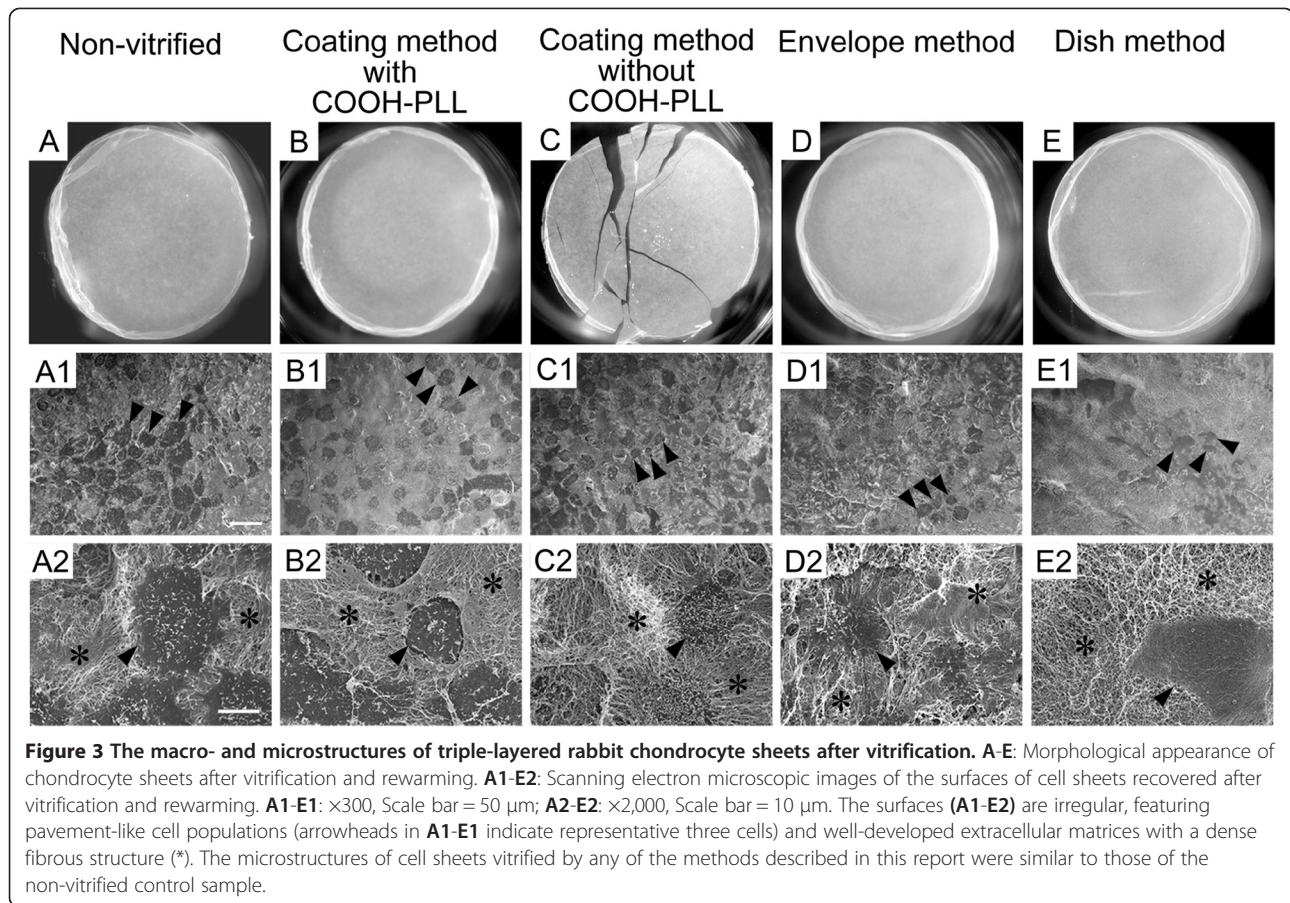 Non-vitrified
Coating method
with
COOH-PLL
Coating method
without
COOH-PLL
Envelope method
Dish method
A
B
C
D
E
A1
B1
C1
D1
E1
A2
B2
C2
D2
E2
*
*
*
*
*
*
*
*
*
*
Figure 3 The macro- and microstructures of triple-layered rabbit chondrocyte sheets after vitrification. A-E: Morphological appearance of
chondrocyte sheets after vitrification and rewarming. A1-E2: Scanning electron microscopic images of the surfaces of cell sheets recovered after
vitrification and rewarming. A1-E1: ×300, Scale bar = 50 μm; A2-E2: ×2,000, Scale bar = 10 μm. The surfaces (A1-E2) are irregular, featuring
pavement-like cell populations (arrowheads in A1-E1 indicate representative three cells) and well-developed extracellular matrices with a dense
fibrous structure (*). The microstructures of cell sheets vitrified by any of the methods described in this report were similar to those of the
non-vitrified control sample.